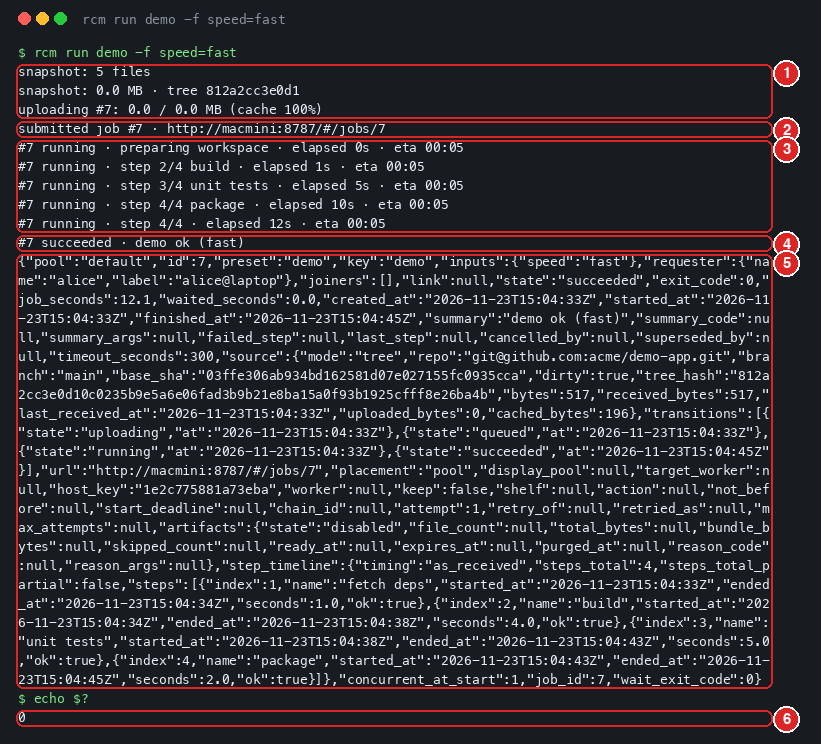 rcm run demo −f speed=fast
$ rcm run demo −f speed=fast
snapshot: 5 files
1
snapshot: 0.0 MB · tree 812a2cc3e0d1
uploading #7: 0.0 / 0.0 MB (cache 100%)
submitted job #7 · http://macmini:8787/#/jobs/7
2
#7 running · preparing workspace · elapsed 0s · eta 00:05
3
#7 running · step 2/4 build · elapsed 1s · eta 00:05
#7 running · step 3/4 unit tests · elapsed 5s · eta 00:05
#7 running · step 4/4 package · elapsed 10s · eta 00:05
#7 running · step 4/4 · elapsed 12s · eta 00:05
#7 succeeded · demo ok (fast)
4
{"pool":"default","id":7,"preset":"demo","key":"demo","inputs":{"speed":"fast"},"requester":{"na
5
me":"alice","label":"alice@laptop"},"joiners":[],"link":null,"state":"succeeded","exit_code":0,"
job_seconds":12.1,"waited_seconds":0.0,"created_at":"2026−11−23T15:04:33Z","started_at":"2026−11
−23T15:04:33Z","finished_at":"2026−11−23T15:04:45Z","summary":"demo ok (fast)","summary_code":nu
ll,"summary_args":null,"failed_step":null,"last_step":null,"cancelled_by":null,"superseded_by":n
ull,"timeout_seconds":300,"source":{"mode":"tree","repo":"git@github.com:acme/demo−app.git","bra
nch":"main","base_sha":"03ffe306ab934bd162581d07e027155fc0935cca","dirty":true,"tree_hash":"812a
2cc3e0d10c0235b9e5a6e06fad3b9b21e8ba15a0f93b1925cfff8e26ba4b","bytes":517,"received_bytes":517,"
last_received_at":"2026−11−23T15:04:33Z","uploaded_bytes":0,"cached_bytes":196},"transitions":[{
"state":"uploading","at":"2026−11−23T15:04:33Z"},{"state":"queued","at":"2026−11−23T15:04:33Z"},
{"state":"running","at":"2026−11−23T15:04:33Z"},{"state":"succeeded","at":"2026−11−23T15:04:45Z"
}],"url":"http://macmini:8787/#/jobs/7","placement":"pool","display_pool":null,"target_worker":n
ull,"host_key":"1e2c775881a73eba","worker":null,"keep":false,"shelf":null,"action":null,"not_bef
ore":null,"start_deadline":null,"chain_id":null,"attempt":1,"retry_of":null,"retried_as":null,"m
ax_attempts":null,"artifacts":{"state":"disabled","file_count":null,"total_bytes":null,"bundle_b
ytes":null,"skipped_count":null,"ready_at":null,"expires_at":null,"purged_at":null,"reason_code"
:null,"reason_args":null},"step_timeline":{"timing":"as_received","steps_total":4,"steps_total_p
artial":false,"steps":[{"index":1,"name":"fetch deps","started_at":"2026−11−23T15:04:33Z","ended
_at":"2026−11−23T15:04:34Z","seconds":1.0,"ok":true},{"index":2,"name":"build","started_at":"202
6−11−23T15:04:34Z","ended_at":"2026−11−23T15:04:38Z","seconds":4.0,"ok":true},{"index":3,"name":
"unit tests","started_at":"2026−11−23T15:04:38Z","ended_at":"2026−11−23T15:04:43Z","seconds":5.0
,"ok":true},{"index":4,"name":"package","started_at":"2026−11−23T15:04:43Z","ended_at":"2026−11−
23T15:04:45Z","seconds":2.0,"ok":true}]},"concurrent_at_start":1,"job_id":7,"wait_exit_code":0}
$ echo $?
0
6